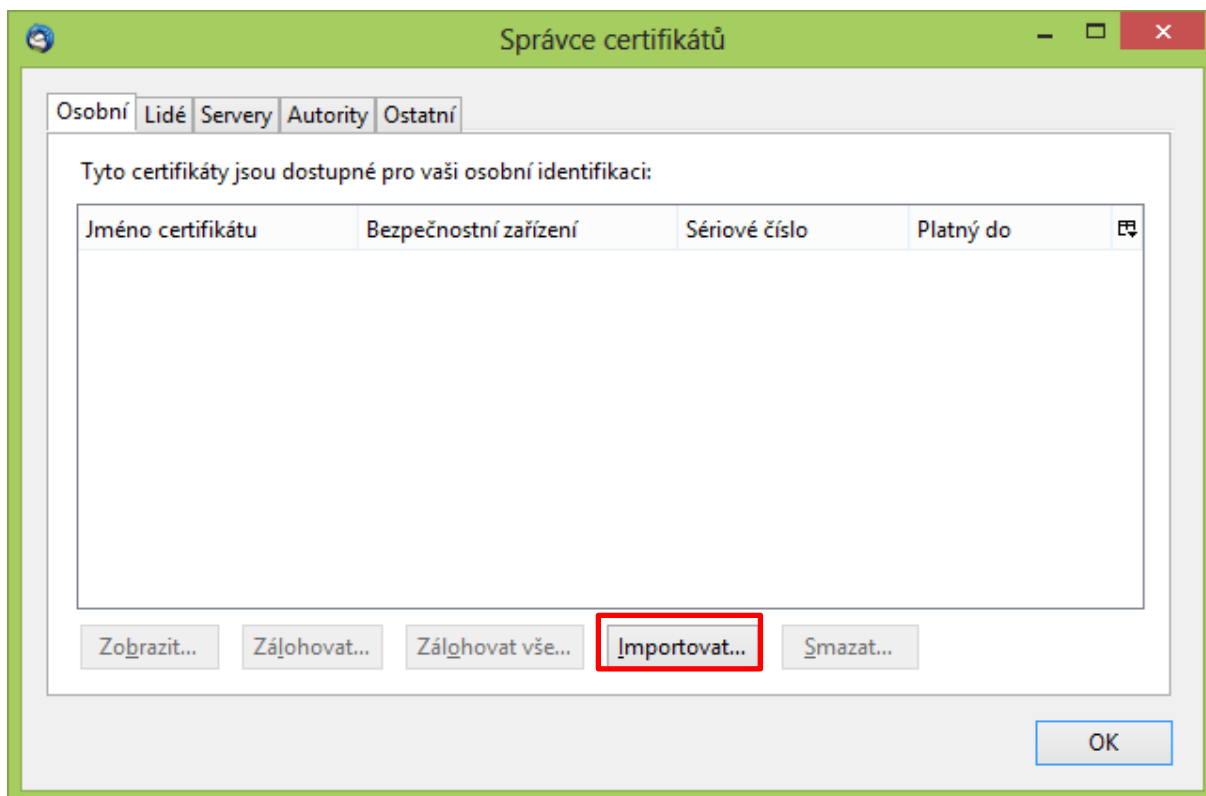 Správce certifikátů
Osobní Lidé Servery Autority Ostatní
Tyto certifikáty jsou dostupné pro vaši osobní identifikaci:
Jméno certifikátu Bezpečnostní zařízení Sériové číslo Platný do
Zobrazit... Zálohovat... Zálohovat vše... Importovat... Smazat...
OK